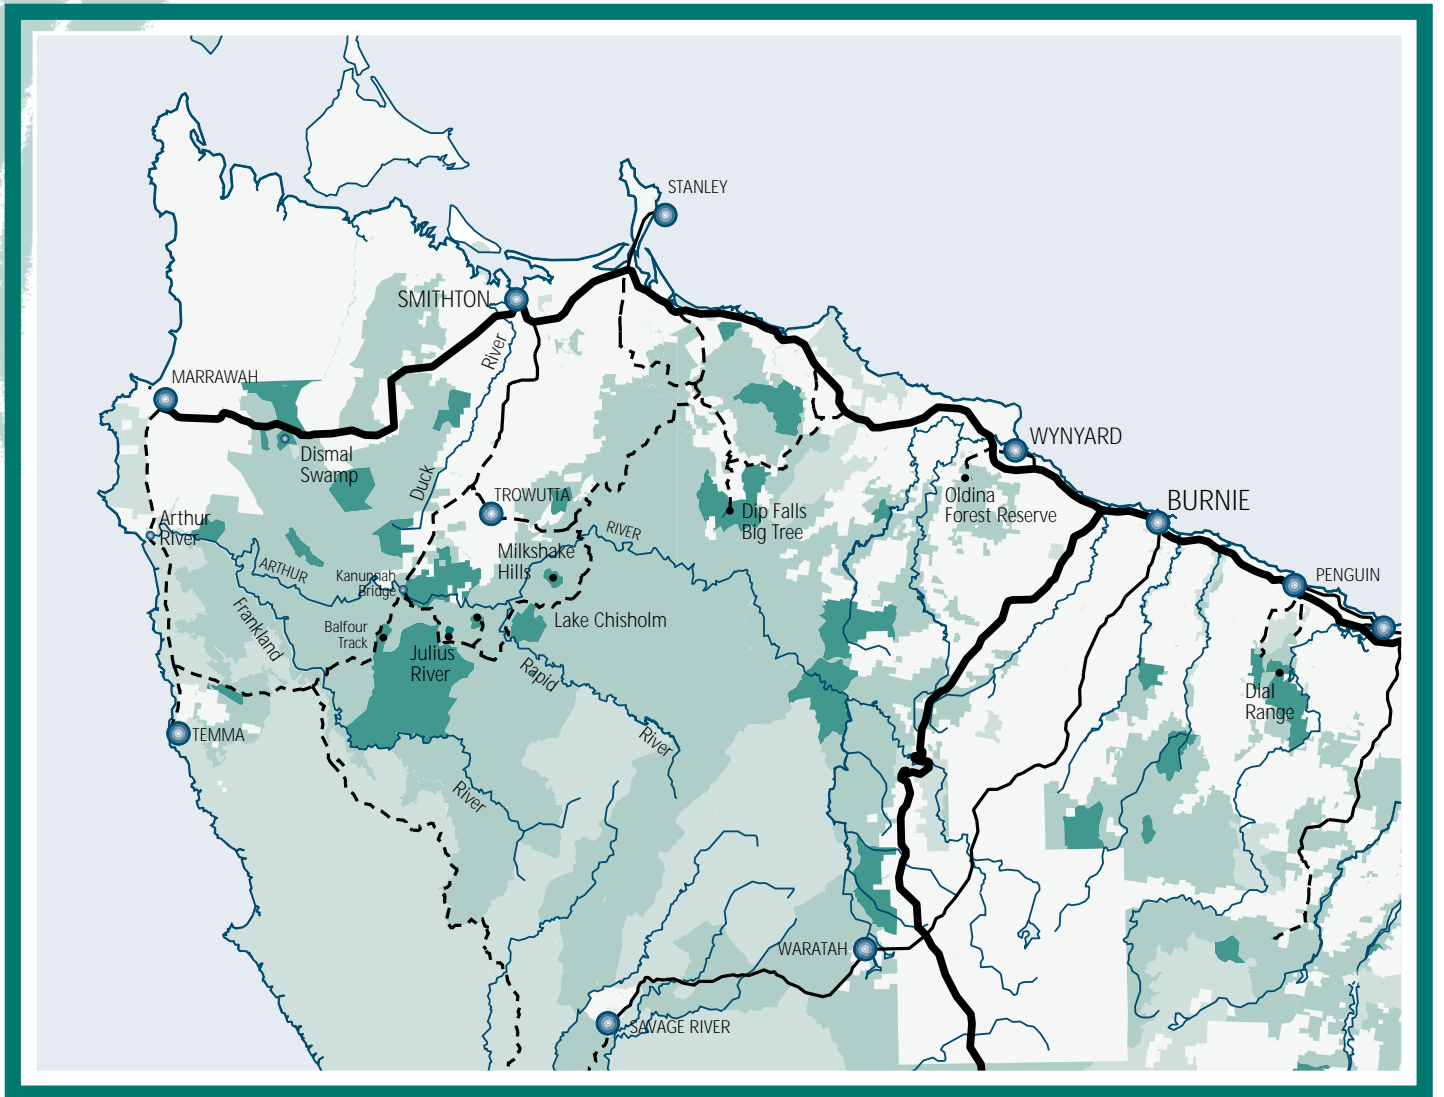 STANLEY
SMITHTON
River
MARRAWAH
WYNYARD
Dismal
Swamp
Duck
TROWUTTA
Oldina
Forest Reserve
BURNIE
Dip Falls
Big Tree
Arthur
River
RIVER
Milkshake
Hills
ARTHUR
Kanunnah
Bridge
PENGUIN
Frankland
Balfour
Track
Lake Chisholm
Julius
River
Rapid
Dial
Range
TEMMA
River
River
WARATAH
SAVAGE RIVER